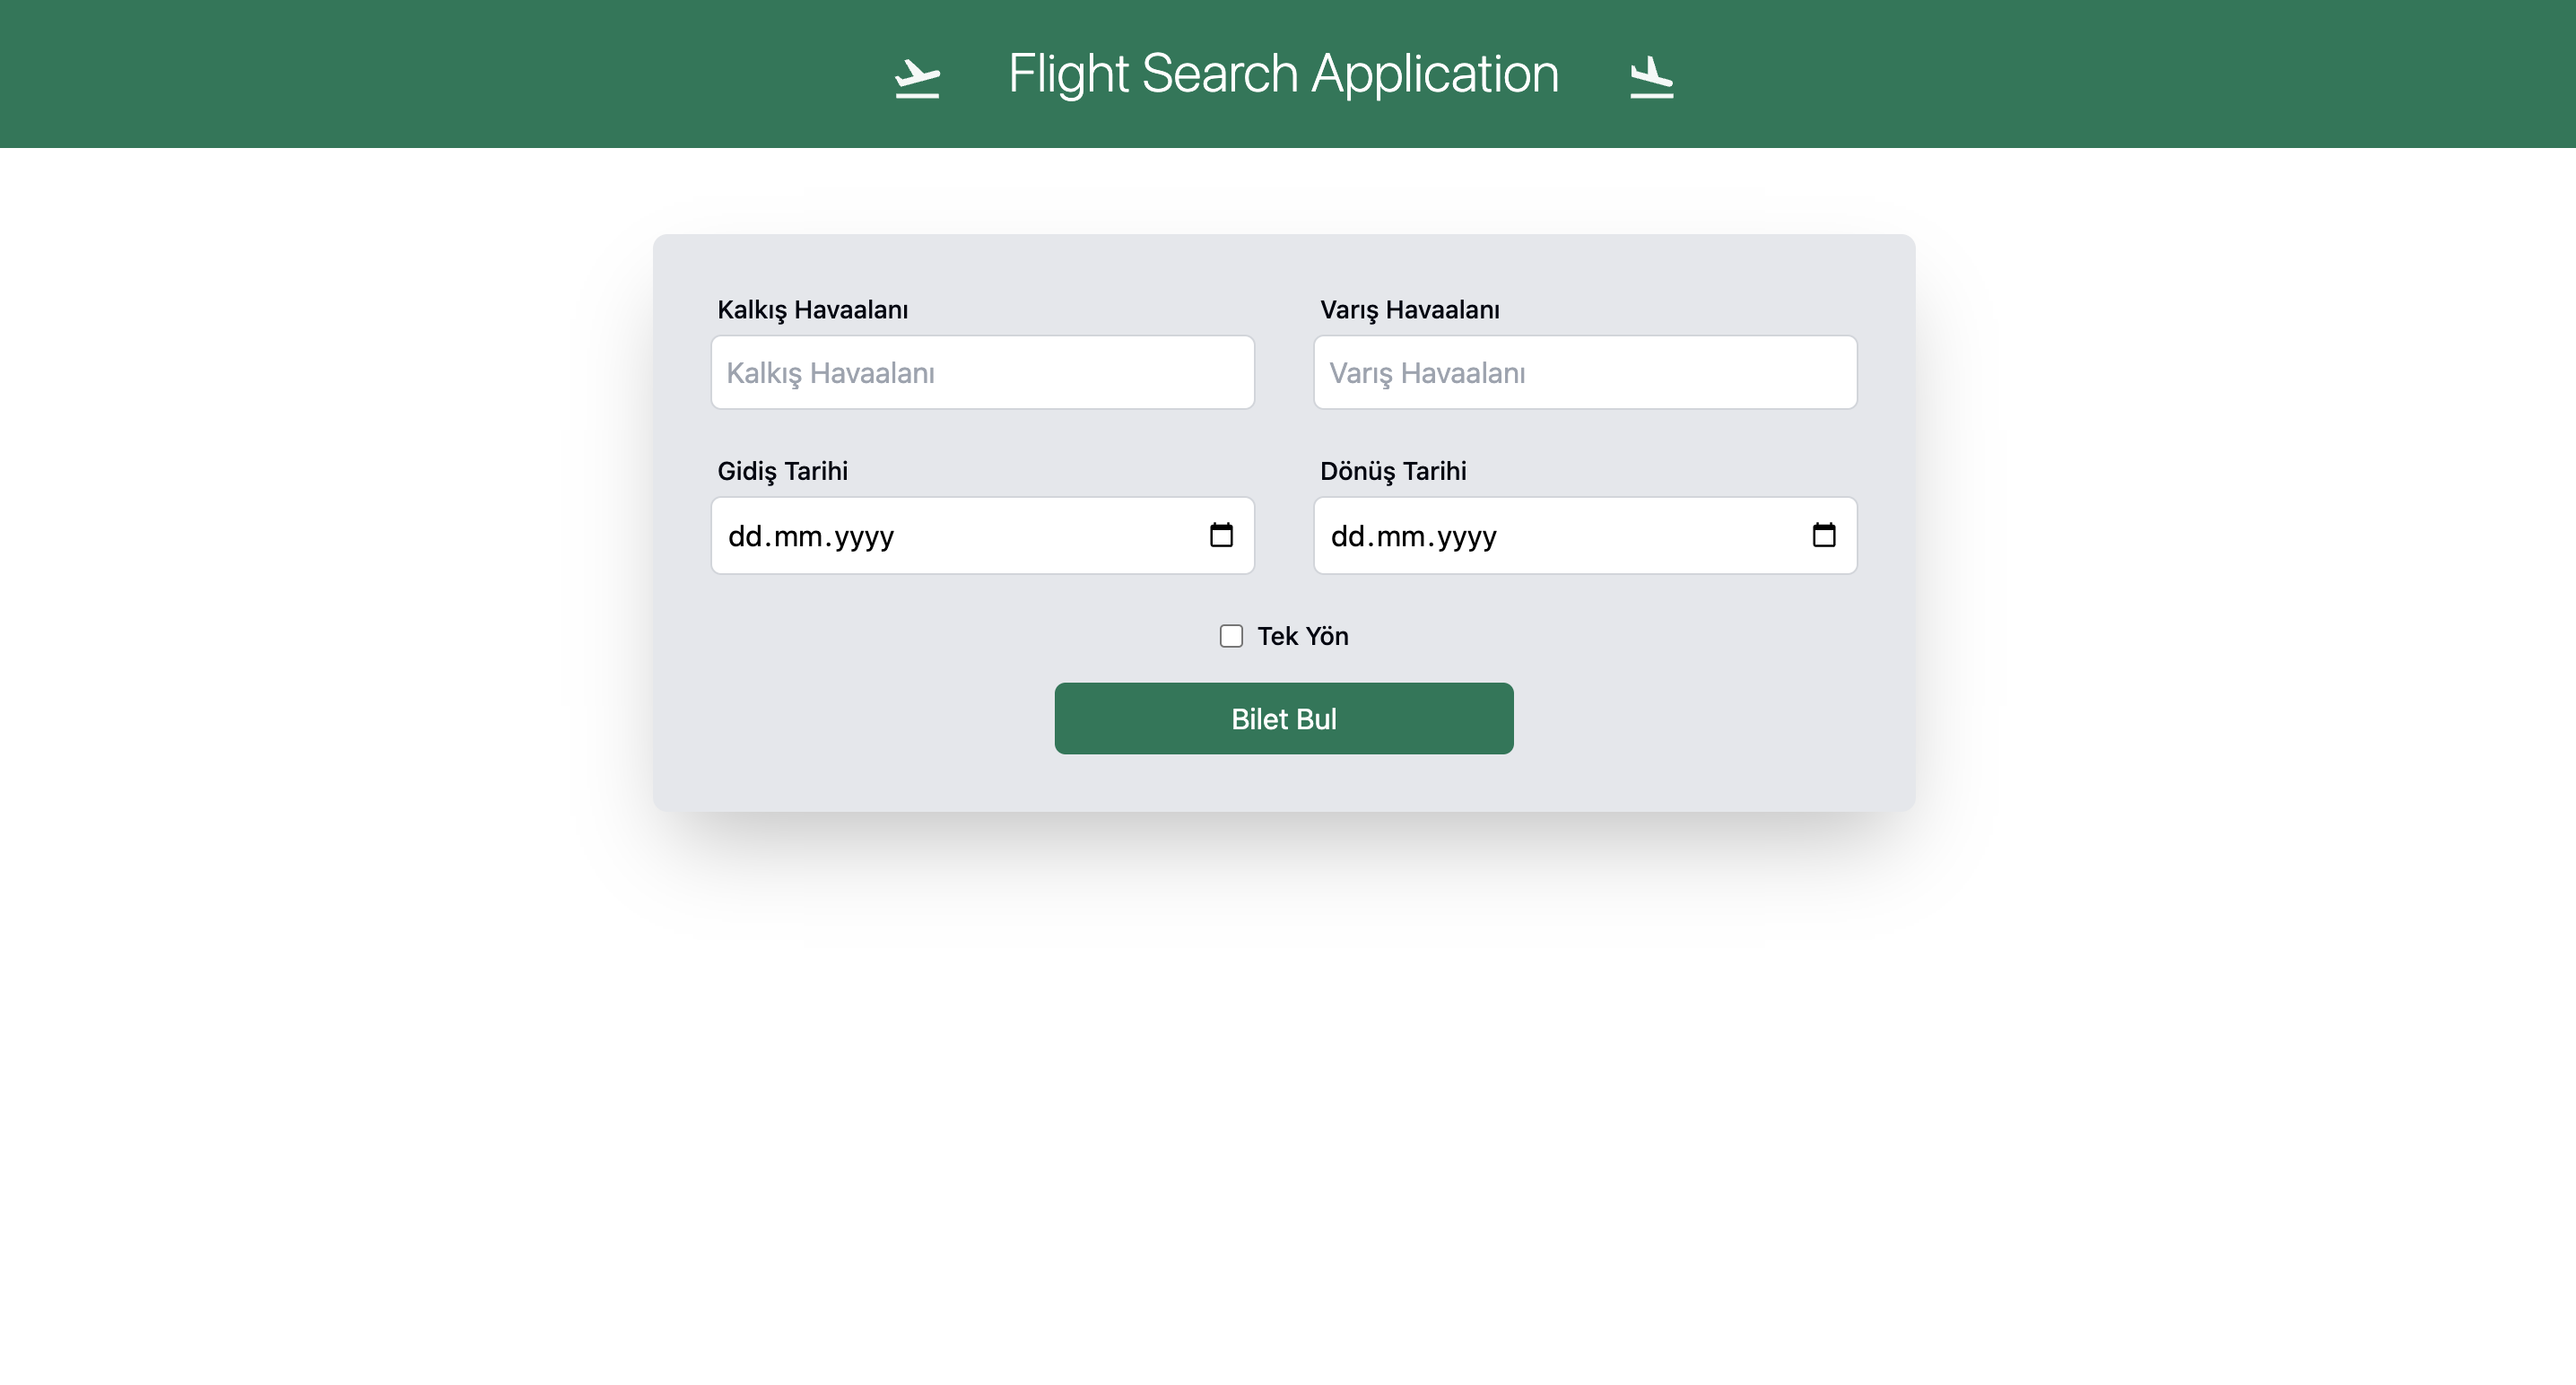 Flight Search Application
Kalkış Havaalanı
Varış Havaalanı
Kalkış Havaalanı
Varış Havaalanı
Gidiş Tarihi
Dönüş Tarihi
dd.mm.yyyy
dd.mm.yyyy
Tek Yön
Bilet Bul